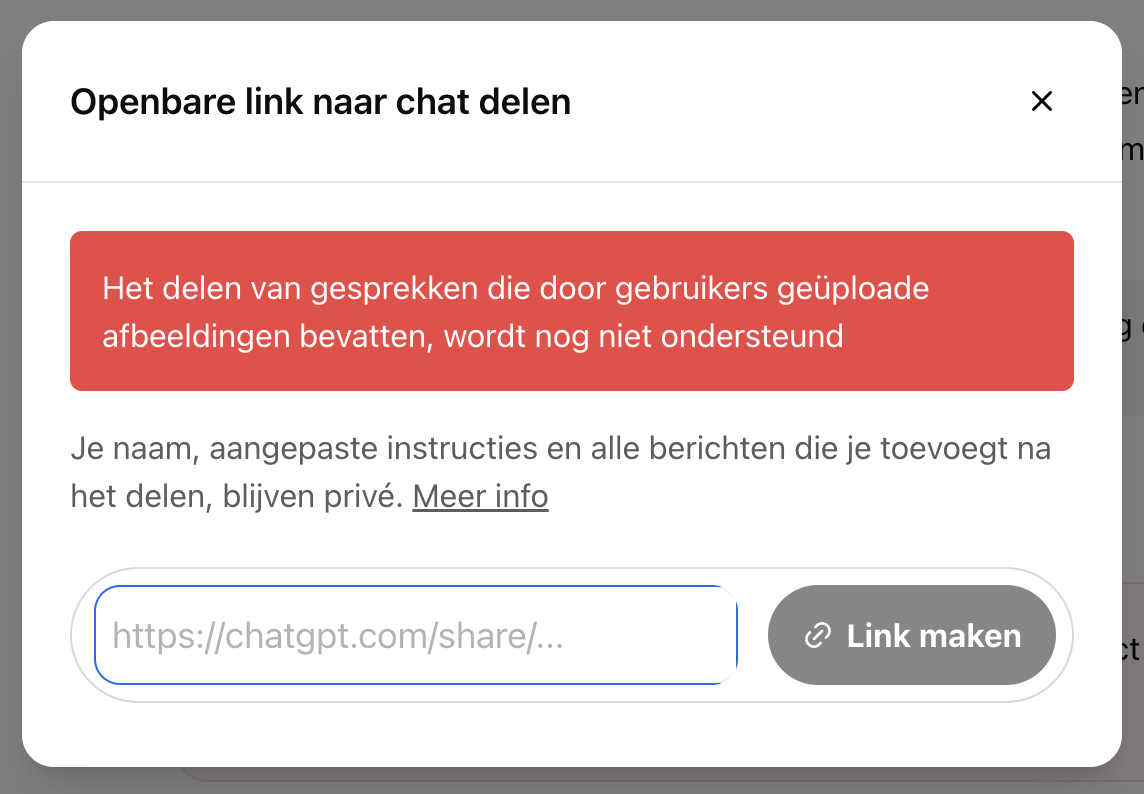 Openbare link naar chat delen
Het delen van gesprekken die door gebruikers geüploade
afbeeldingen bevatten, wordt nog niet ondersteund
Je naam, aangepaste instructies en alle berichten die je toevoegt na
het delen, blijven privé. Meer info
https://chatgpt.com/share/...
Link maken